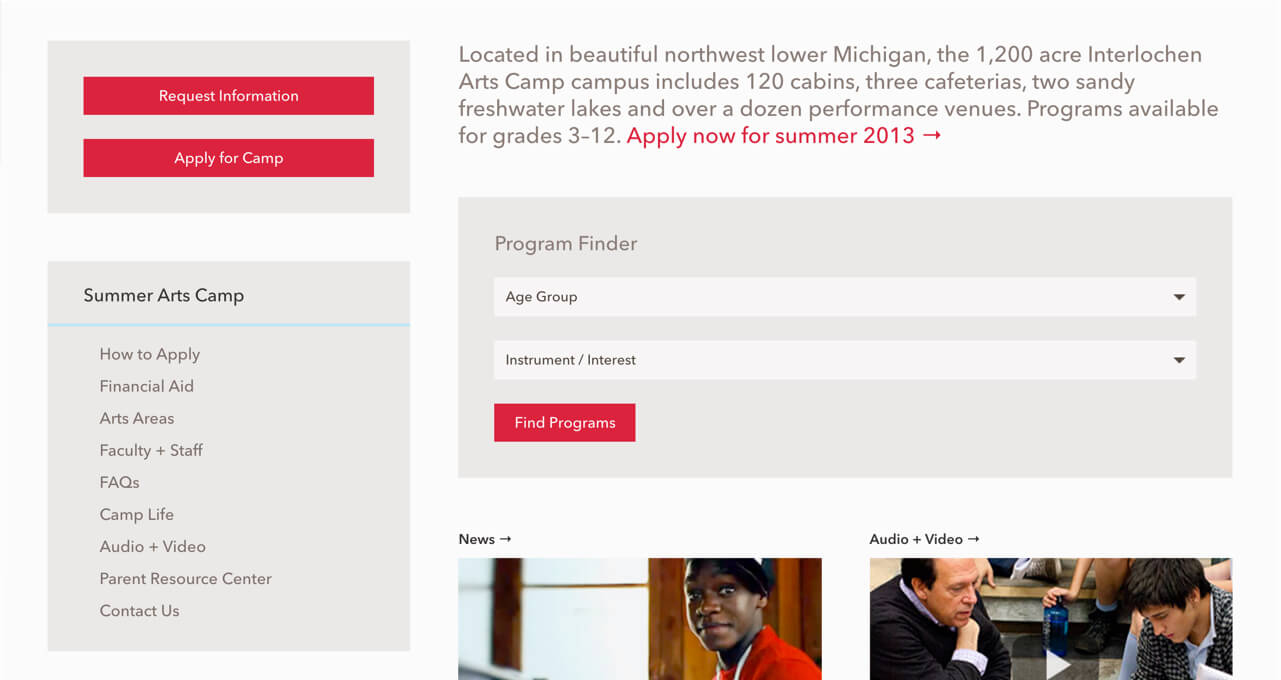 Request Information
Apply for Camp
Summer Arts Camp
How to Apply
Financial Aid
Arts Areas
Faculty + Staff
FAQs
Camp Life
Audio + Video
Parent Resource Center
Contact Us
Located in beautiful northwest lower Michigan, the 1,200 acre Interlochen
Arts Camp campus includes 120 cabins, three cafeterias, two sandy
freshwater lakes and over a dozen performance venues. Programs available
for grades 3–12. Apply now for summer 2013 →
Program Finder
Age Group
Instrument / Interest
Find Programs
News →
Audio + Video →